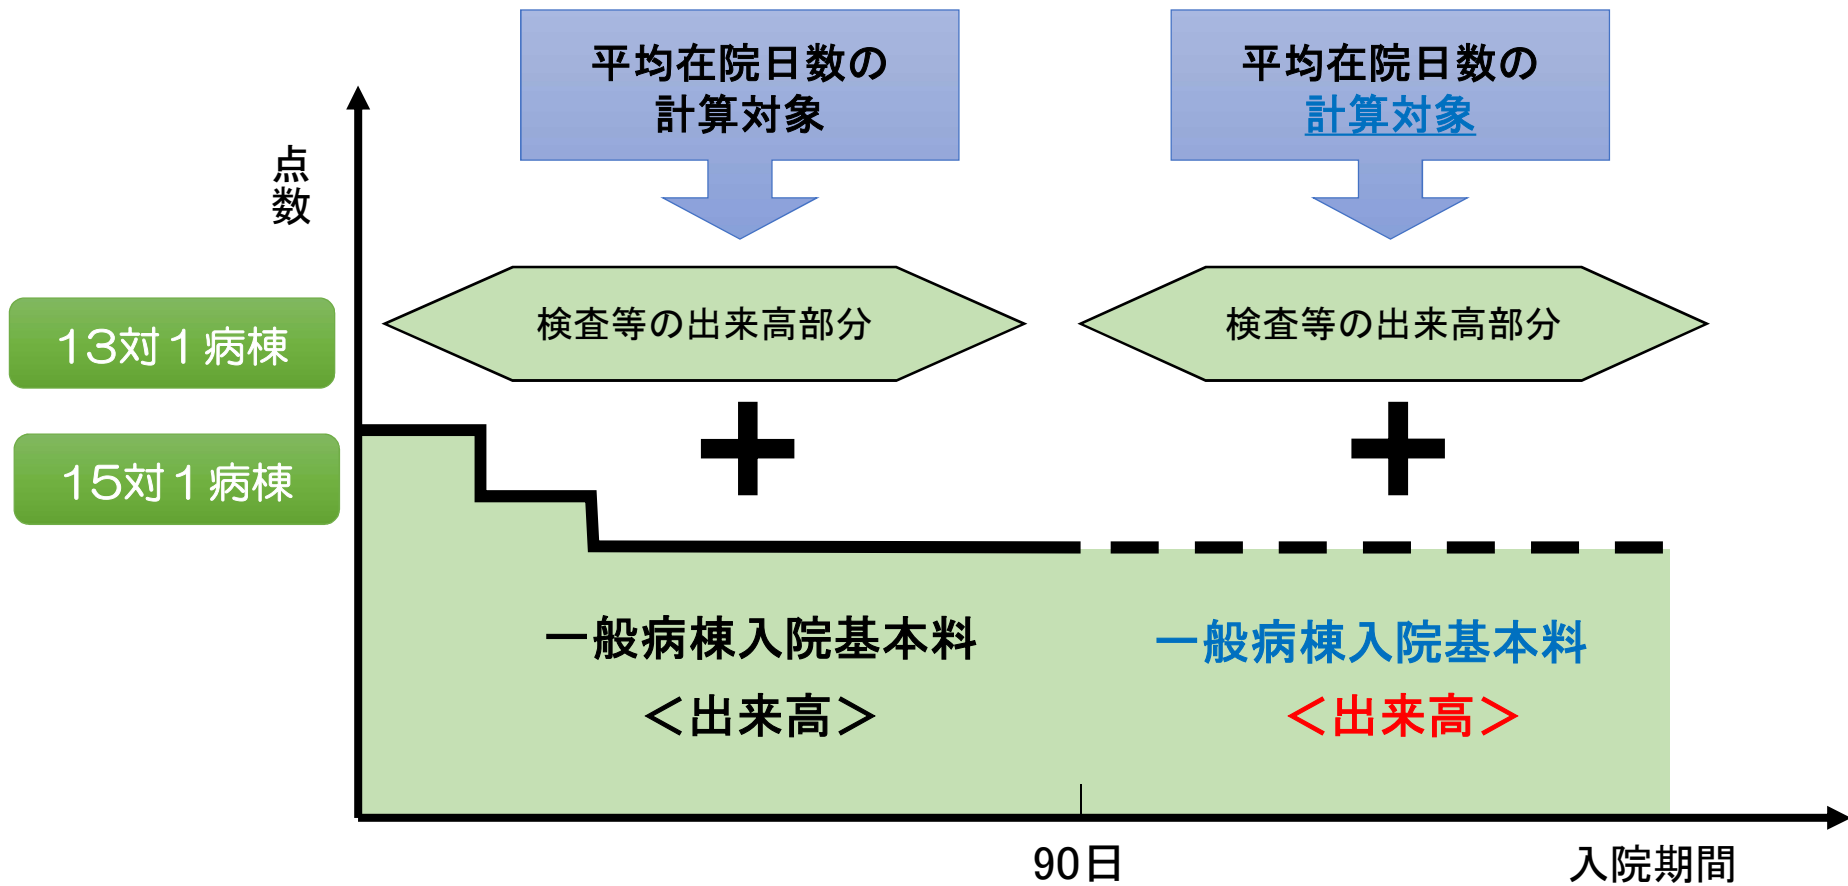 平均在院日数の
計算対象
平均在院日数の
計算対象
点数
検査等の出来高部分
検査等の出来高部分
13対1病棟
15対1病棟
一般病棟入院基本料
＜出来高＞
一般病棟入院基本料
＜出来高＞
90日
入院期間